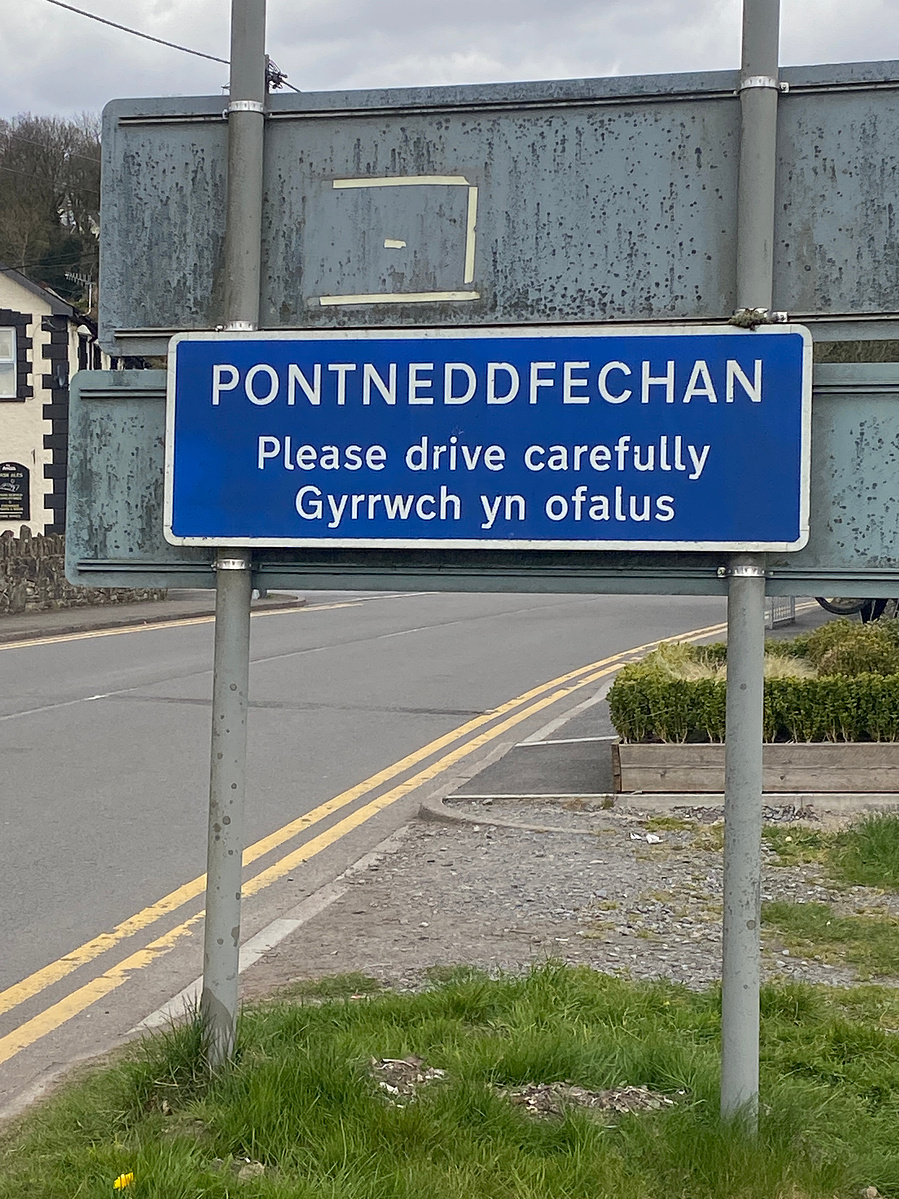 PONTNEDDFECHAN
Please drive carefully
Gyrrwch yn ofalus